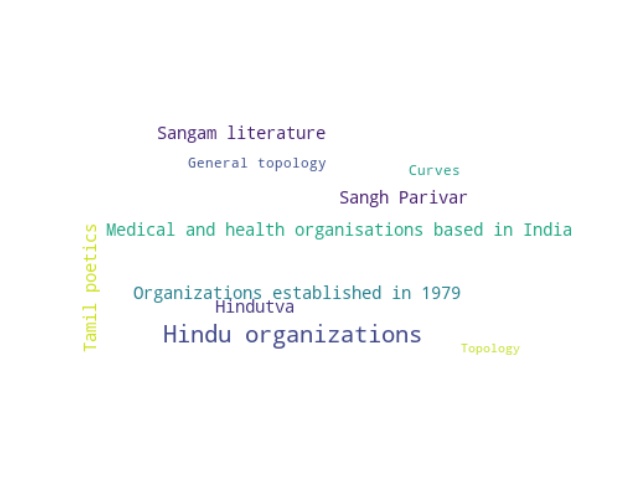 Sangam literature
General topology
Curves
Sangh Parivar
Medical and health organisations based in India
Tamil poetics
Organizations established in 1979
Hindutva
Hindu organizations
Topology